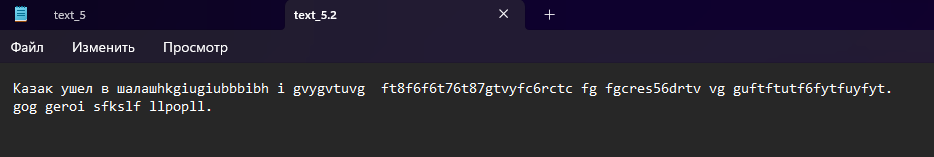 text_5
text_5.2
Файл
Изменить
Просмотр
Казак ушел в шалашhkgiugiubbbibh i gvygvtuvg  ft8f6f6t76t87gtvyfc6rctc fg fgcres56drtv vg guftftutf6fytfuyfyt.
gog geroi sfkslf llpopll.